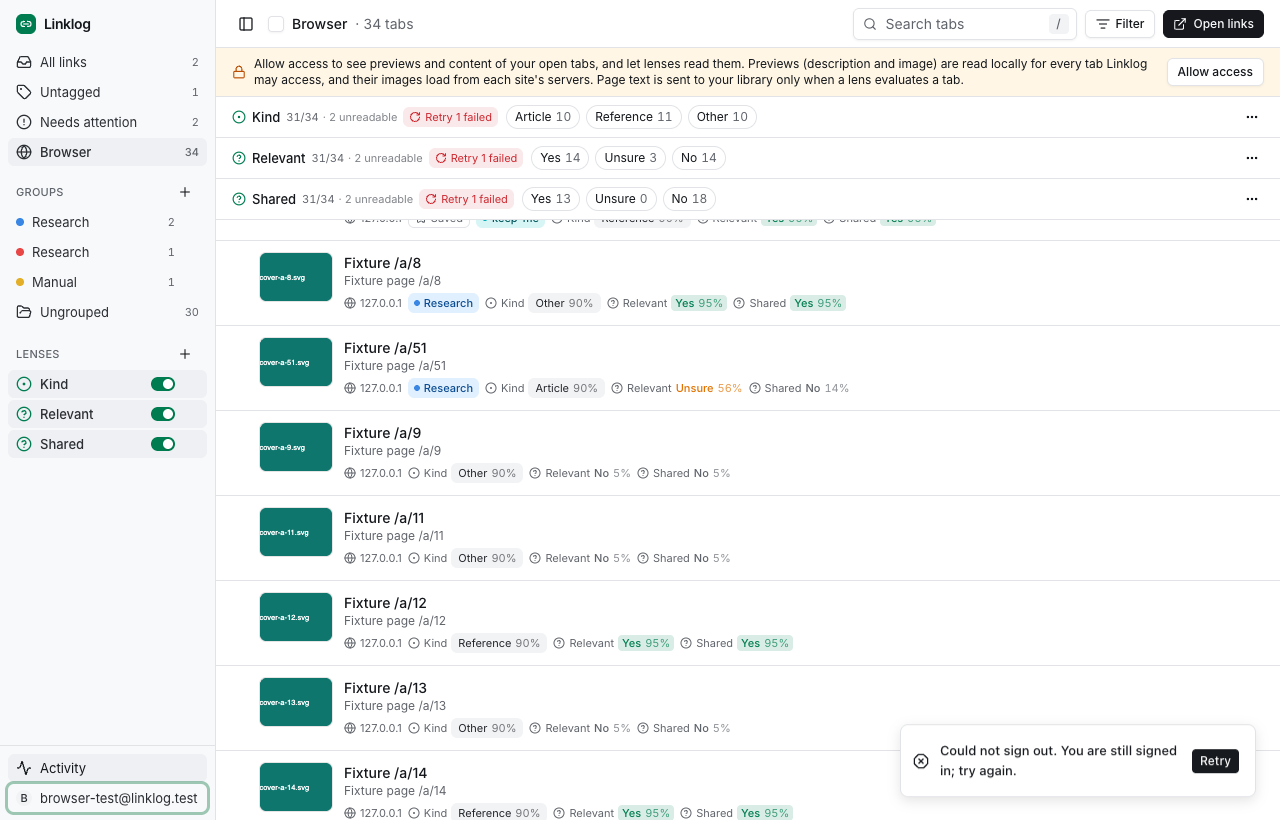 Linklog
All links 2
Untagged 1
Needs attention 2
Browser 34
GROUPS
Research 2
Research 1
Manual 1
Ungrouped 30
LENSES
Kind
Relevant
Shared
Activity
B browser-test@linklog.test
Browser · 34 tabs
Search tabs /
Filter
Open links
Allow access to see previews and content of your open tabs, and let lenses read them. Previews (description and image) are read locally for every tab Linklog
may access, and their images load from each site's servers. Page text is sent to your library only when a lens evaluates a tab.
Allow access
Kind 31/34 · 2 unreadable Retry 1 failed Article 10 Reference 11 Other 10
Relevant 31/34 · 2 unreadable Retry 1 failed Yes 14 Unsure 3 No 14
Shared 31/34 · 2 unreadable Retry 1 failed Yes 13 Unsure 0 No 18
cover-a-8.svg
Fixture /a/8
Fixture page /a/8
127.0.0.1 Research Kind Other 90% Relevant Yes 95% Shared Yes 95%
cover-a-51.svg
Fixture /a/51
Fixture page /a/51
127.0.0.1 Research Kind Article 90% Relevant Unsure 56% Shared No 14%
cover-a-9.svg
Fixture /a/9
Fixture page /a/9
127.0.0.1 Kind Other 90% Relevant No 5% Shared No 5%
cover-a-11.svg
Fixture /a/11
Fixture page /a/11
127.0.0.1 Kind Other 90% Relevant No 5% Shared No 5%
cover-a-12.svg
Fixture /a/12
Fixture page /a/12
127.0.0.1 Kind Reference 90% Relevant Yes 95% Shared Yes 95%
cover-a-13.svg
Fixture /a/13
Fixture page /a/13
127.0.0.1 Kind Other 90% Relevant No 5% Shared No 5%
cover-a-14.svg
Fixture /a/14
Fixture page /a/14
127.0.0.1 Kind Reference 90% Relevant Yes 95% Shared Yes 95%
Could not sign out. You are still signed
in; try again.
Retry